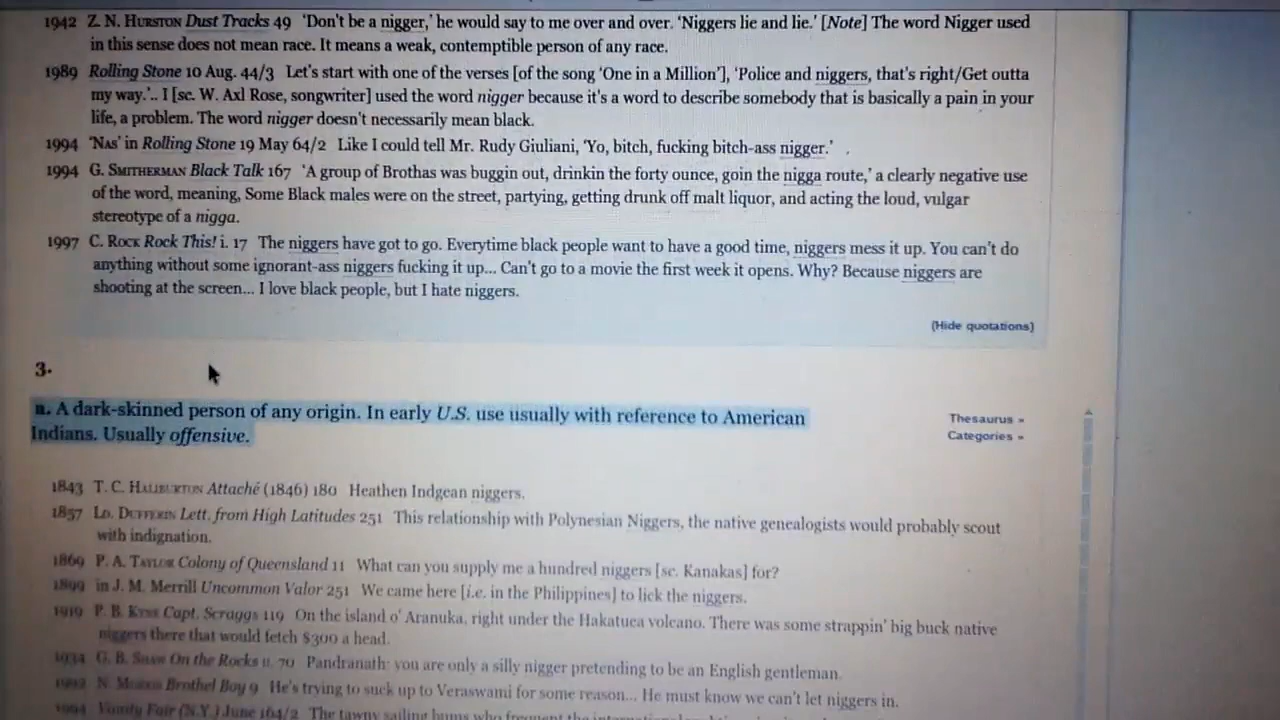 1942 Z. N. HURSTON Dust Tracks 49 'Don't be a nigger,' he would say to me over and over. 'Niggers lie and lie.' [Note] The word Nigger used
in this sense does not mean race. It means a weak, contemptible person of any race.
1989 Rolling Stone 10 Aug. 44/3 Let's start with one of the verses [of the song 'One in a Million'], 'Police and niggers, that's right/Get outta
my way.'.. I [sc. W. Axl Rose, songwriter] used the word nigger because it's a word to describe somebody that is basically a pain in your
life, a problem. The word nigger doesn't necessarily mean black.
1994 'NAS' in Rolling Stone 19 May 64/2 Like I could tell Mr. Rudy Giuliani, 'Yo, bitch, fucking bitch-ass nigger.' .
1994 G. SMITHERMAN Black Talk 167 'A group of Brothas was buggin out, drinkin the forty ounce, goin the nigga route,' a clearly negative use
of the word, meaning, Some Black males were on the street, partying, getting drunk off malt liquor, and acting the loud, vulgar
stereotype of a nigga.
1997 C. ROCK Rock This! i. 17 The niggers have got to go. Everytime black people want to have a good time, niggers mess it up. You can't do
anything without some ignorant-ass niggers fucking it up... Can't go to a movie the first week it opens. Why? Because niggers are
shooting at the screen... I love black people, but I hate niggers.
(Hide quotations)
3.
a. A dark-skinned person of any origin. In early U.S. use usually with reference to American
Indians. Usually offensive.
Thesaurus »
Categories »
1843 T. C. HALIBURTON Attaché (1846) 180 Heathen Indgean niggers.
1857 LD. DUFFERIN Lett. from High Latitudes 251 This relationship with Polynesian Niggers, the native genealogists would probably scout
with indignation.
1869 P. A. TAYLOR Colony of Queensland 11 What can you supply me a hundred niggers [sc. Kanakas] for?
1899 in J. M. Merrill Uncommon Valor 251 We came here [i.e. in the Philippines] to lick the niggers.
1919 P. B. KYNE Capt. Scraggs 119 On the island o' Aranuka, right under the Hakatuea volcano. There was some strappin' big buck native
niggers there that would fetch $300 a head.
1934 G. B. SHAW On the Rocks II. 70 Pandranath: you are only a silly nigger pretending to be an English gentleman.
N. Brothel Boy 9 He's trying to suck up to Veraswami for some reason... He must know we can't let niggers in.
1994 Vanity Fair (N.Y.) June 164/2 The tawny sailing bums who frequent the